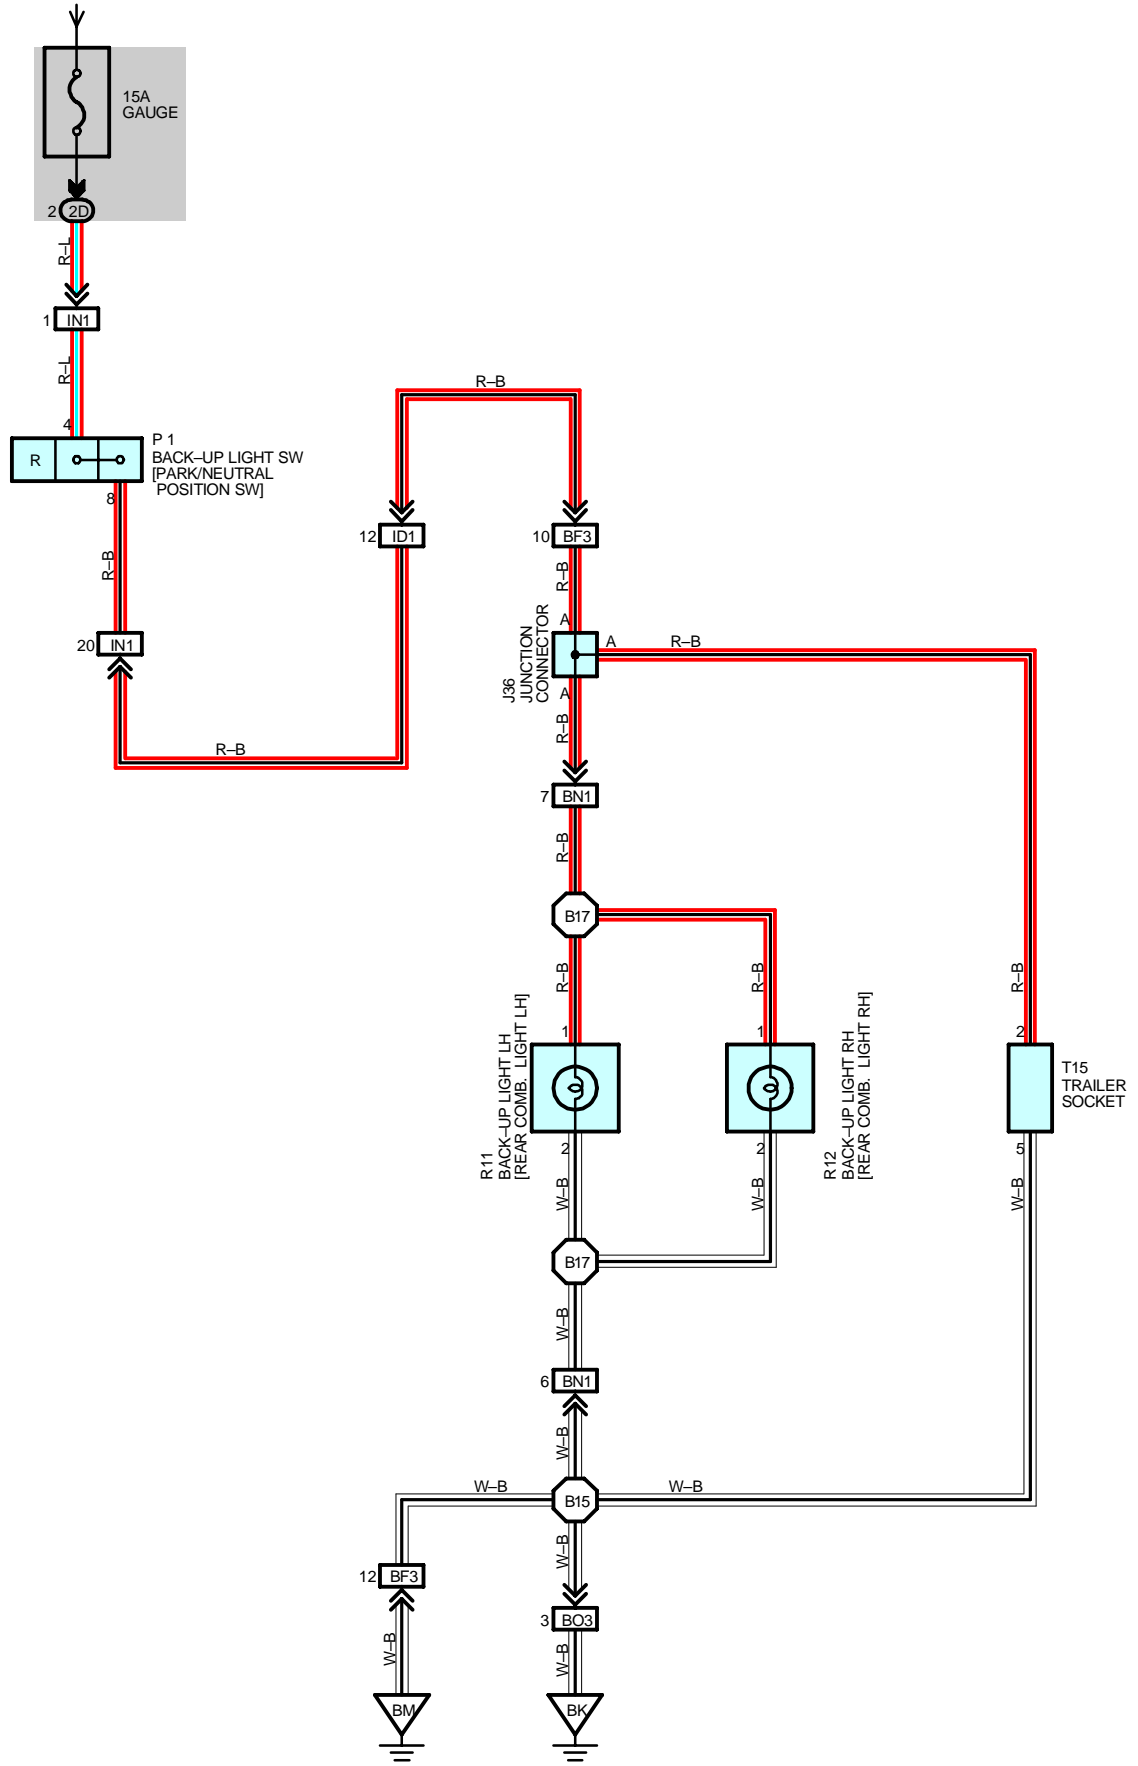 15A
GAUGE
2 2D
R–L
1 IN1
R–L
4
R
P 1
BACK–UP LIGHT SW
[PARK/NEUTRAL
POSITION SW]
8
R–B
20 IN1
R–B
12 ID1
R–B
10 BF3
R–B
A
J36
JUNCTION
CONNECTOR
A
R–B
A
R–B
7 BN1
R–B
B17
R–B
R–B
R–B
1
1
2
R11
BACK–UP LIGHT LH
[REAR COMB. LIGHT LH]
R12
BACK–UP LIGHT RH
[REAR COMB. LIGHT RH]
T15
TRAILER
SOCKET
2
2
5
W–B
W–B
W–B
B17
W–B
6 BN1
W–B
W–B
B15
W–B
W–B
12 BF3
3 BO3
W–B
W–B
BM
BK